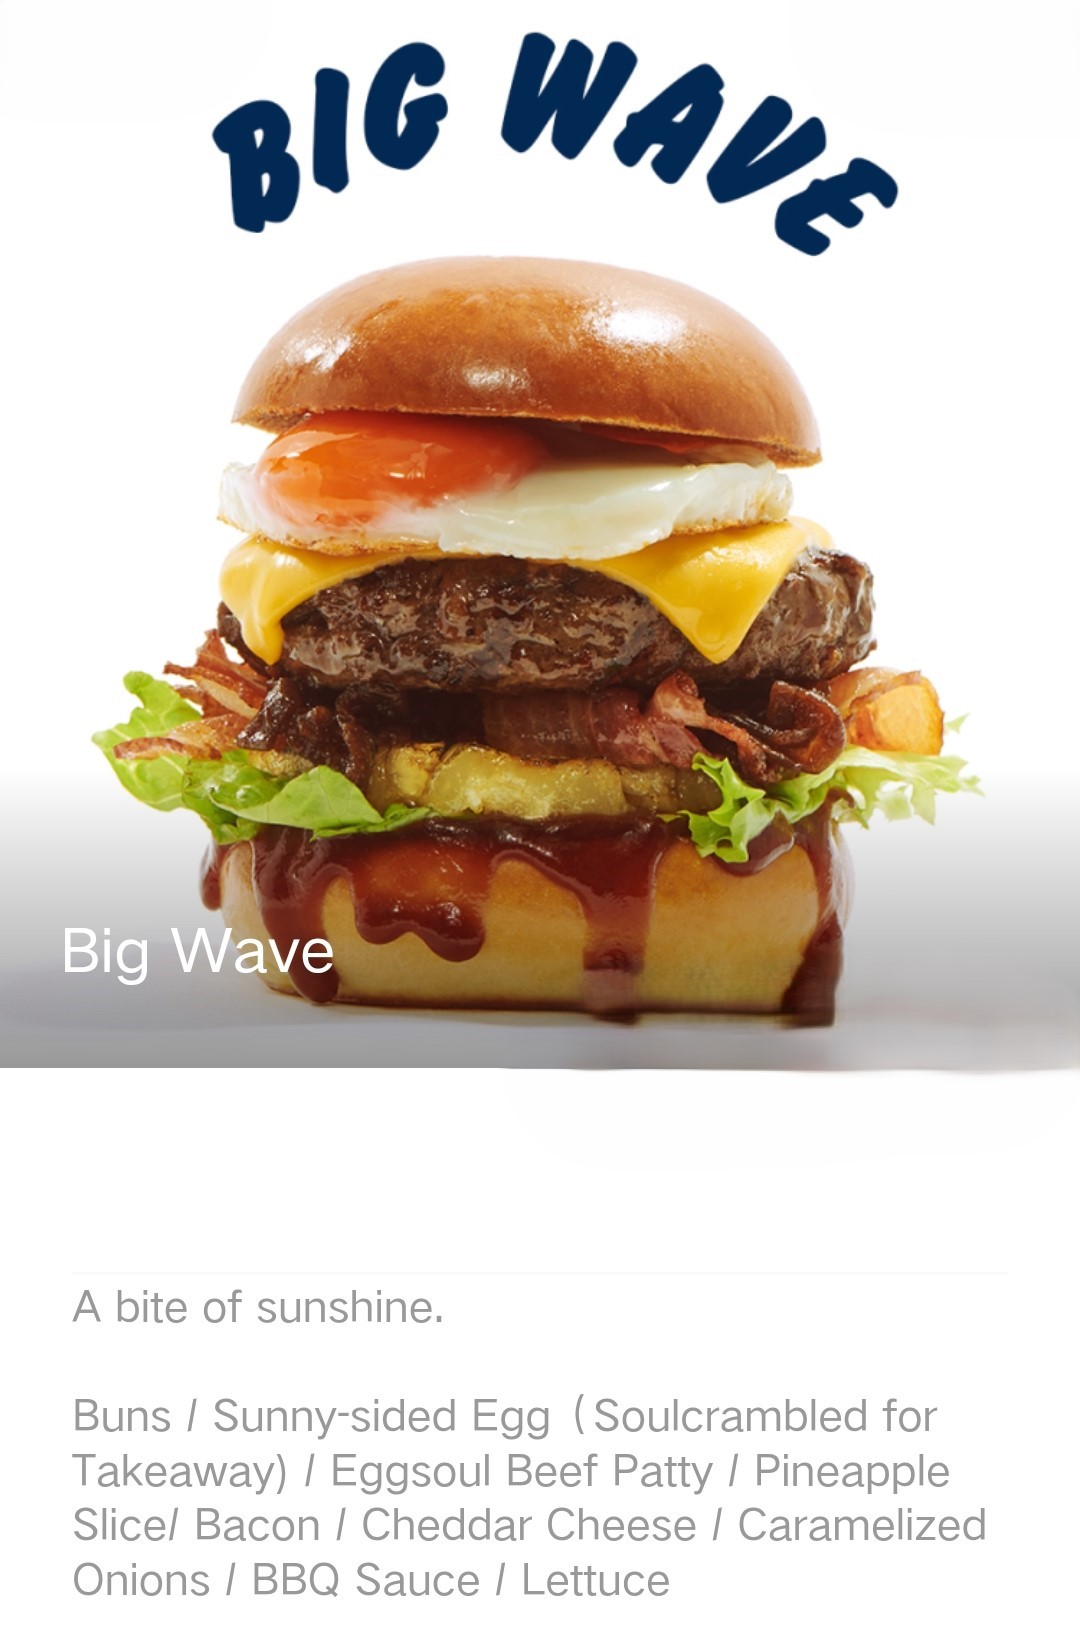 BIG WAVE
Big Wave
A bite of sunshine.
Buns / Sunny-sided Egg (Soulcrambled for
Takeaway) / Eggsoul Beef Patty / Pineapple
Slice/ Bacon / Cheddar Cheese / Caramelized
Onions / BBQ Sauce / Lettuce